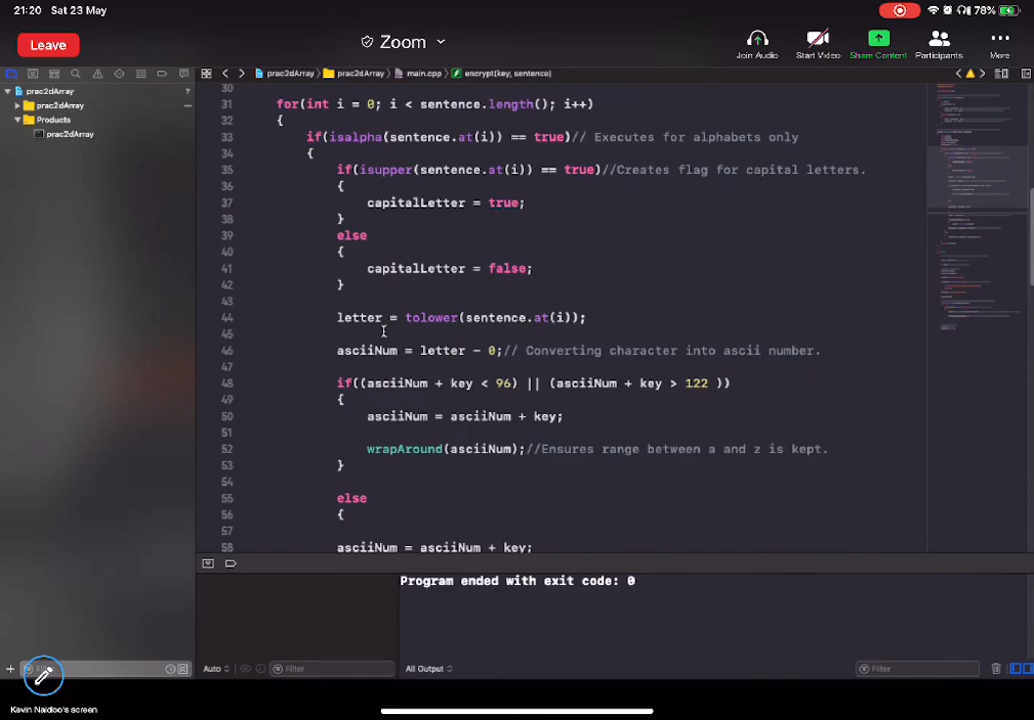 21:20 Sat 23 May
78%
Leave
Zoom
Join Audio
Start Video
Share Content
Participants
More
prac2dArray
prac2dArray
Products
prac2dArray
prac2dArray
prac2dArray
main.cpp
encrypt(key, sentence)
30
31 for(int i = 0; i < sentence.length(); i++)
32 {
33 if(isalpha(sentence.at(i)) == true)// Executes for alphabets only
34 {
35 if(isupper(sentence.at(i)) == true)//Creates flag for capital letters.
36 {
37 capitalLetter = true;
38 }
39 else
40 {
41 capitalLetter = false;
42 }
43
44 letter = tolower(sentence.at(i));
45
46 asciiNum = letter - 0;// Converting character into ascii number.
47
48 if((asciiNum + key < 96) || (asciiNum + key > 122 ))
49 {
50 asciiNum = asciiNum + key;
51
52 wrapAround(asciiNum);//Ensures range between a and z is kept.
53 }
54
55 else
56 {
57
58 asciiNum = asciiNum + key;
Program ended with exit code: 0
Auto
Filter
All Output
Filter
Kevin Naidoo's screen